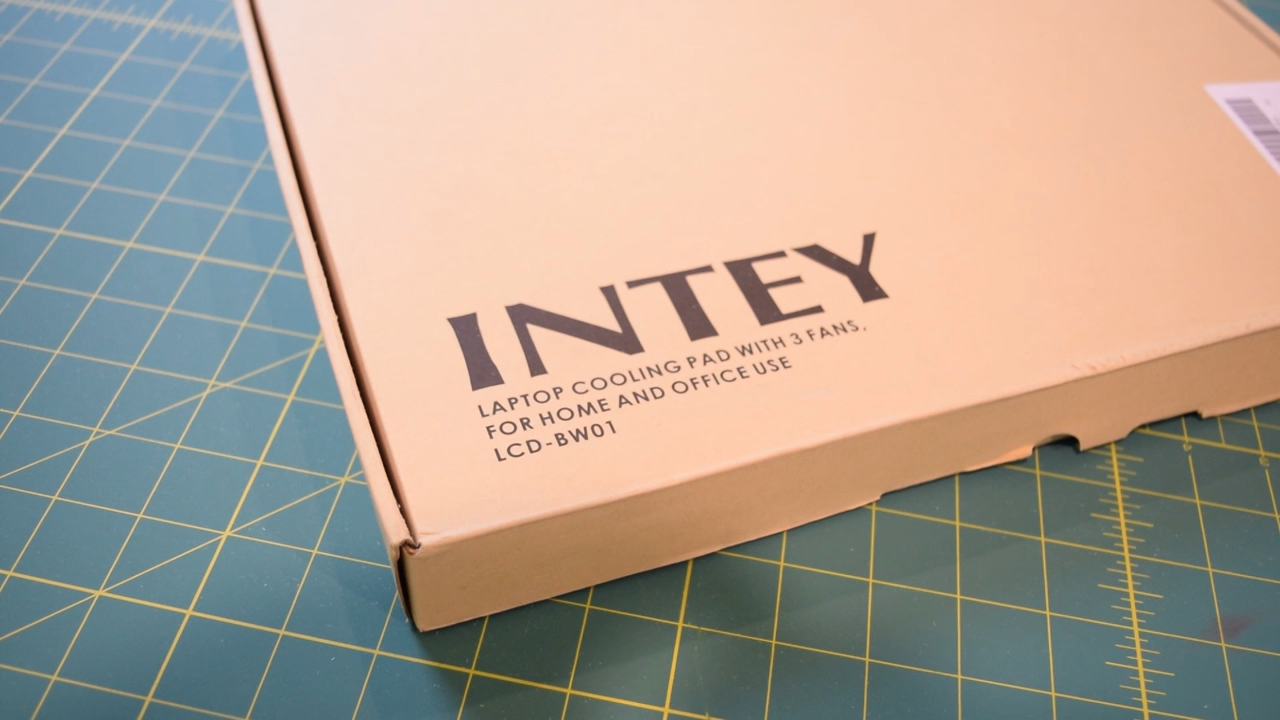 INTEY
LAPTOP COOLING PAD WITH 3 FANS,
FOR HOME AND OFFICE USE
LCD-BW01